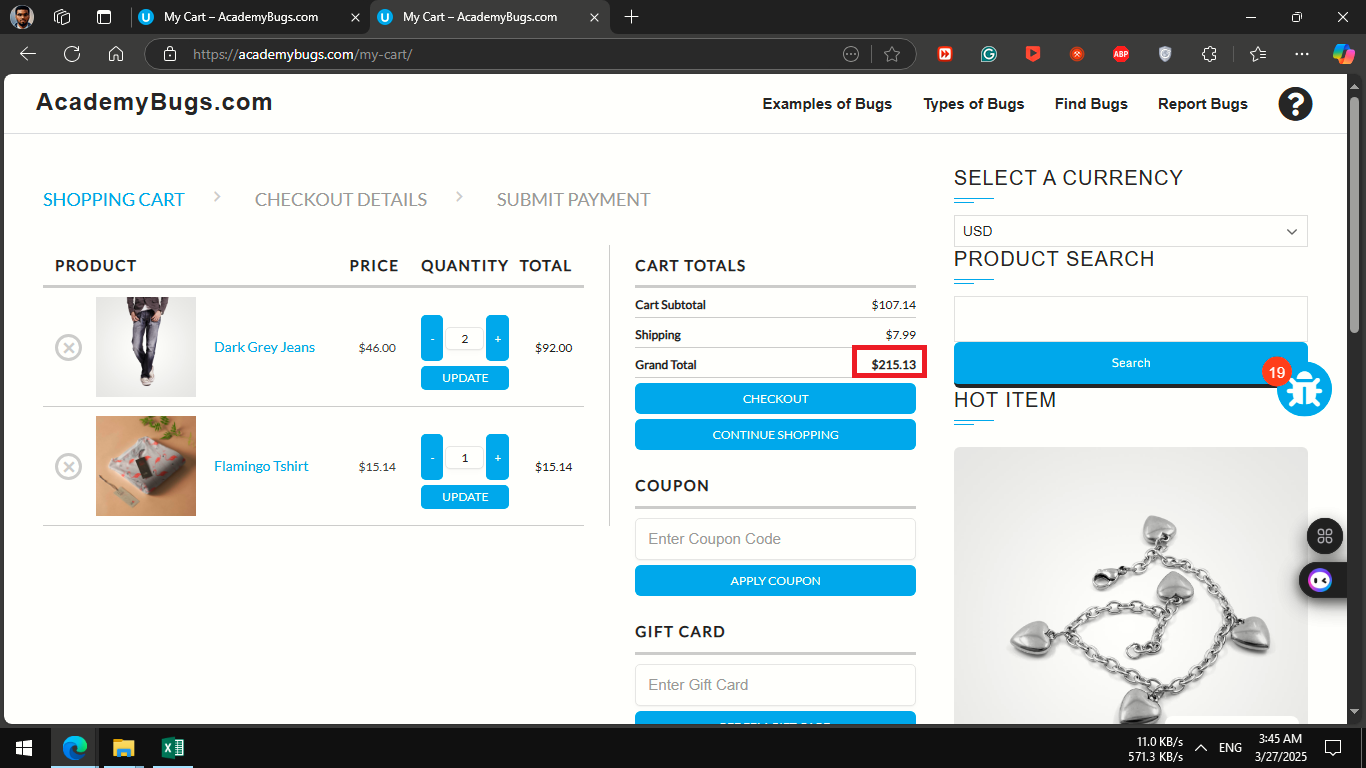 My Cart – AcademyBugs.com
My Cart – AcademyBugs.com
https://academybugs.com/my-cart/
ABP
AcademyBugs.com
Examples of Bugs
Types of Bugs
Find Bugs
Report Bugs
?
SHOPPING CART
CHECKOUT DETAILS
SUBMIT PAYMENT
PRODUCT PRICE QUANTITY TOTAL
Dark Grey Jeans $46.00 - 2 + $92.00
UPDATE
Flamingo Tshirt $15.14 - 1 + $15.14
UPDATE
CART TOTALS
Cart Subtotal $107.14
Shipping $7.99
Grand Total $215.13
CHECKOUT
CONTINUE SHOPPING
COUPON
Enter Coupon Code
APPLY COUPON
GIFT CARD
Enter Gift Card
SELECT A CURRENCY
USD
PRODUCT SEARCH
Search
19
HOT ITEM
11.0 KB/s
571.3 KB/s
ENG
3:45 AM
3/27/2025